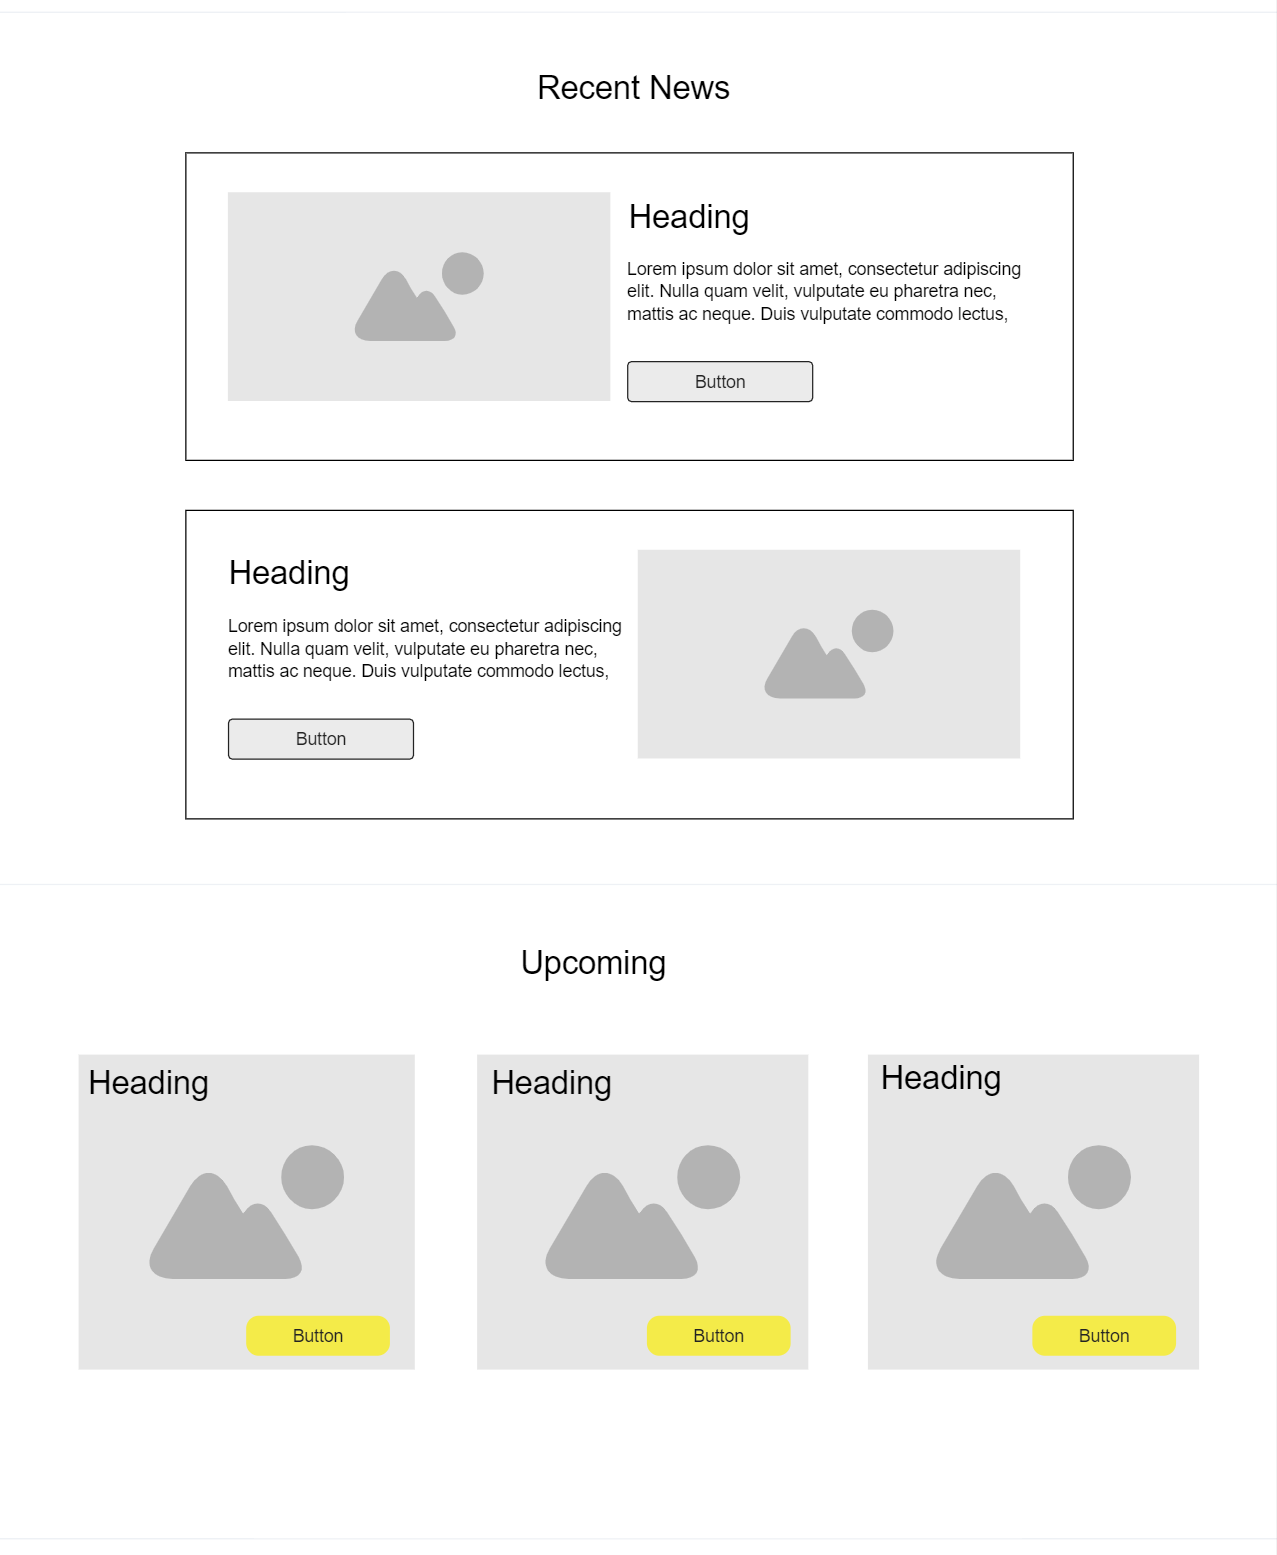 Recent News
Heading
Lorem ipsum dolor sit amet, consectetur adipiscing
elit. Nulla quam velit, vulputate eu pharetra nec,
mattis ac neque. Duis vulputate commodo lectus,
Button
Heading
Lorem ipsum dolor sit amet, consectetur adipiscing
elit. Nulla quam velit, vulputate eu pharetra nec,
mattis ac neque. Duis vulputate commodo lectus,
Button
Upcoming
Heading
Button
Heading
Button
Heading
Button